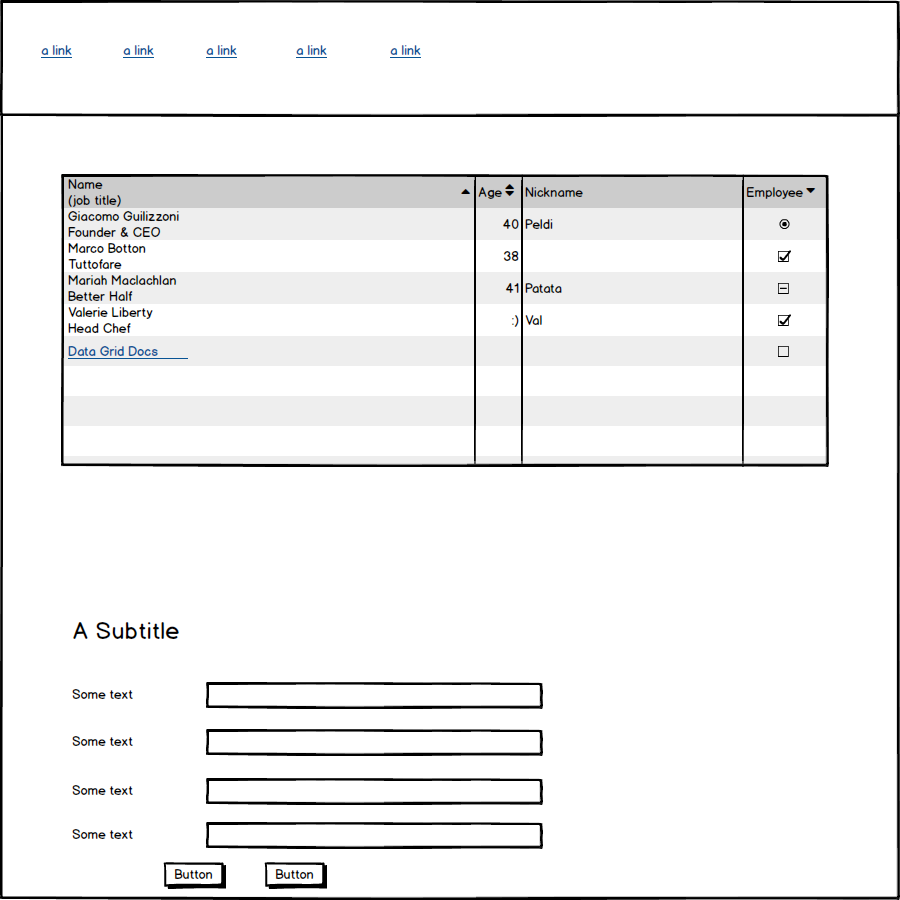 a link a link a link a link a link
Name
(job title)
Age
Nickname
Employee
Giacomo Guilizzoni
Founder & CEO
40
Peldi
Marco Botton
Tuttofare
38
Mariah Maclachlan
Better Half
41
Patata
Valerie Liberty
Head Chef
:)
Val
Data Grid Docs
A Subtitle
Some text
Some text
Some text
Some text
Button Button